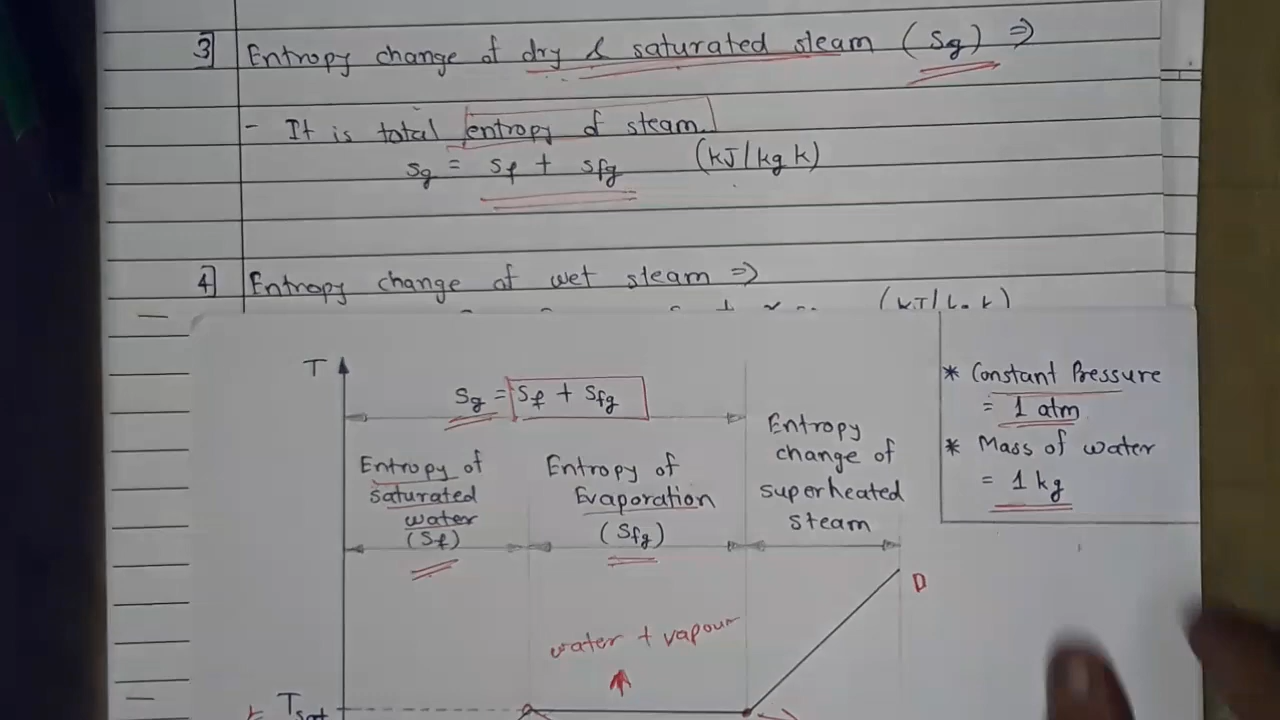 3] Entropy change of dry & saturated steam (Sg) ⇒
- It is total entropy of steam.
sg = sf + sfg (kJ/kg k)
4] Entropy change of wet steam ⇒
T
sg = sf + sfg
Entropy of
saturated
water
(Sf)
Entropy of
Evaporation
(Sfg)
Entropy
change of
superheated
steam
* Constant Pressure
= 1 atm
* Mass of water
= 1 kg
D
water + vapour
Tsat